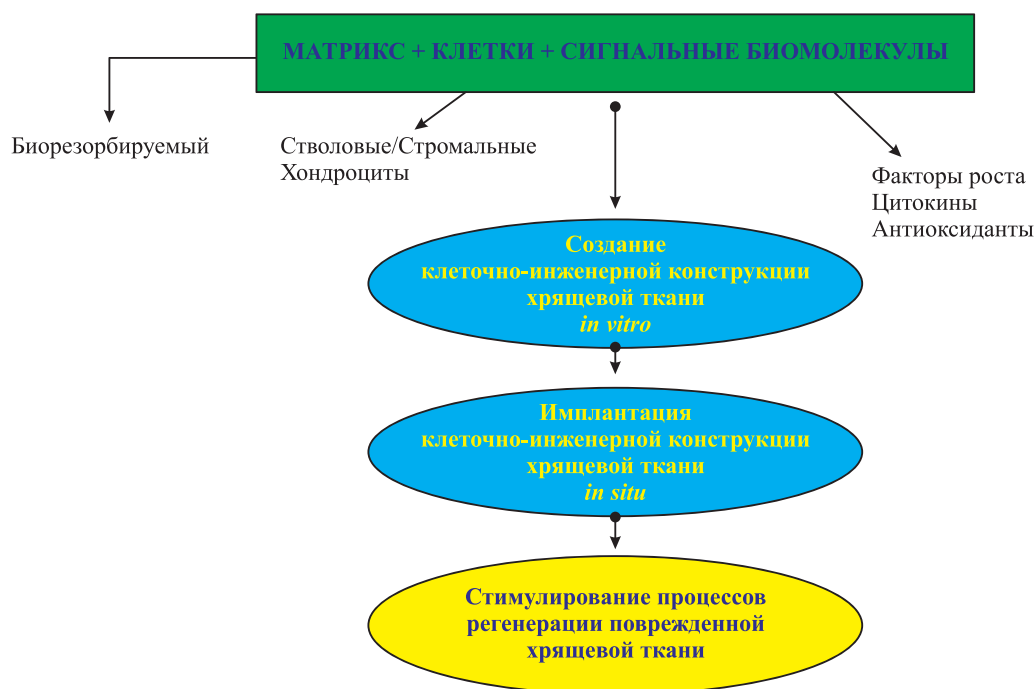 МАТРИКС + КЛЕТКИ + СИГНАЛЬНЫЕ БИОМОЛЕКУЛЫ
Биорезорбируемый
Стволовые/Стромальные
Хондроциты
Факторы роста
Цитокины
Антиоксиданты
Создание
клеточно-инженерной конструкции
хрящевой ткани
in vitro
Имплантация
клеточно-инженерной конструкции
хрящевой ткани
in situ
Стимулирование процессов
регенерации поврежденной
хрящевой ткани